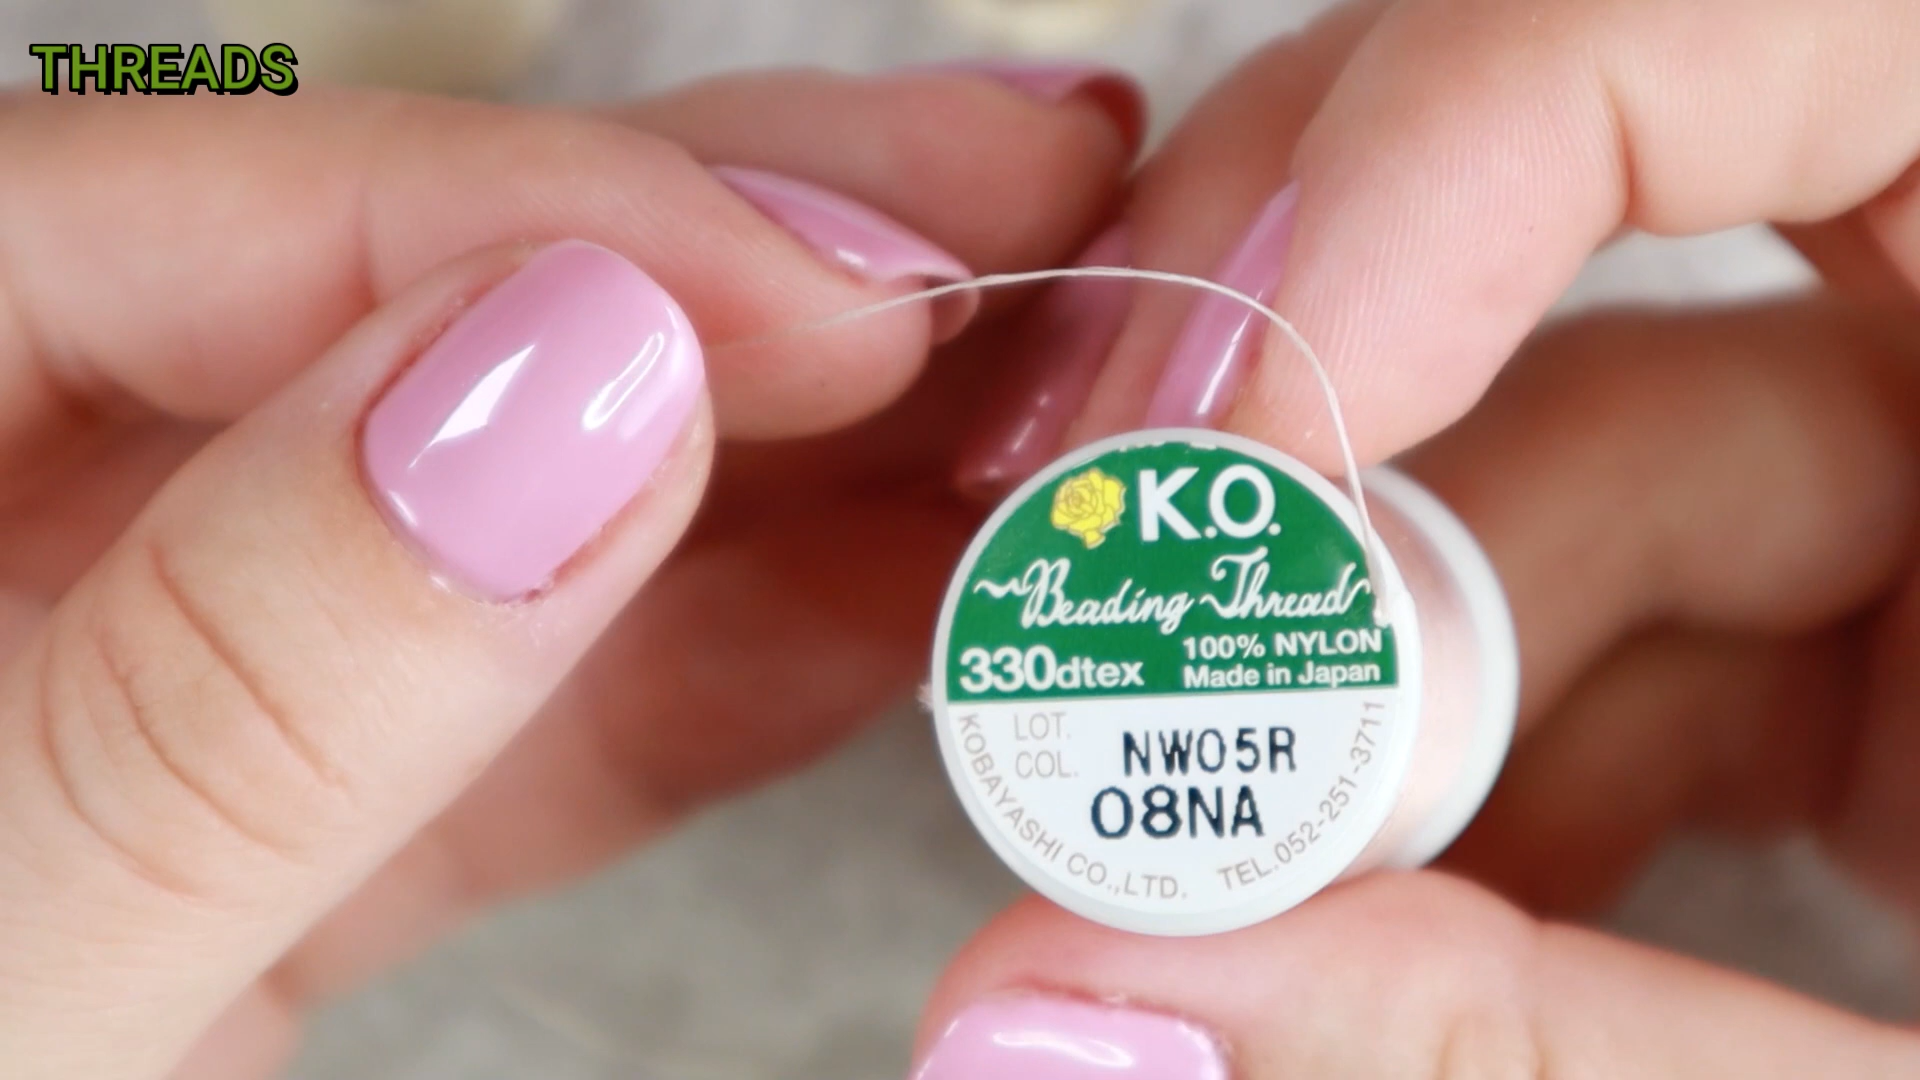 THREADS
K.O.
Beading Thread
330dtex
100% NYLON
Made in Japan
LOT. NW05R
COL. 08NA
KOBAYASHI CO.,LTD. TEL.052-251-3711